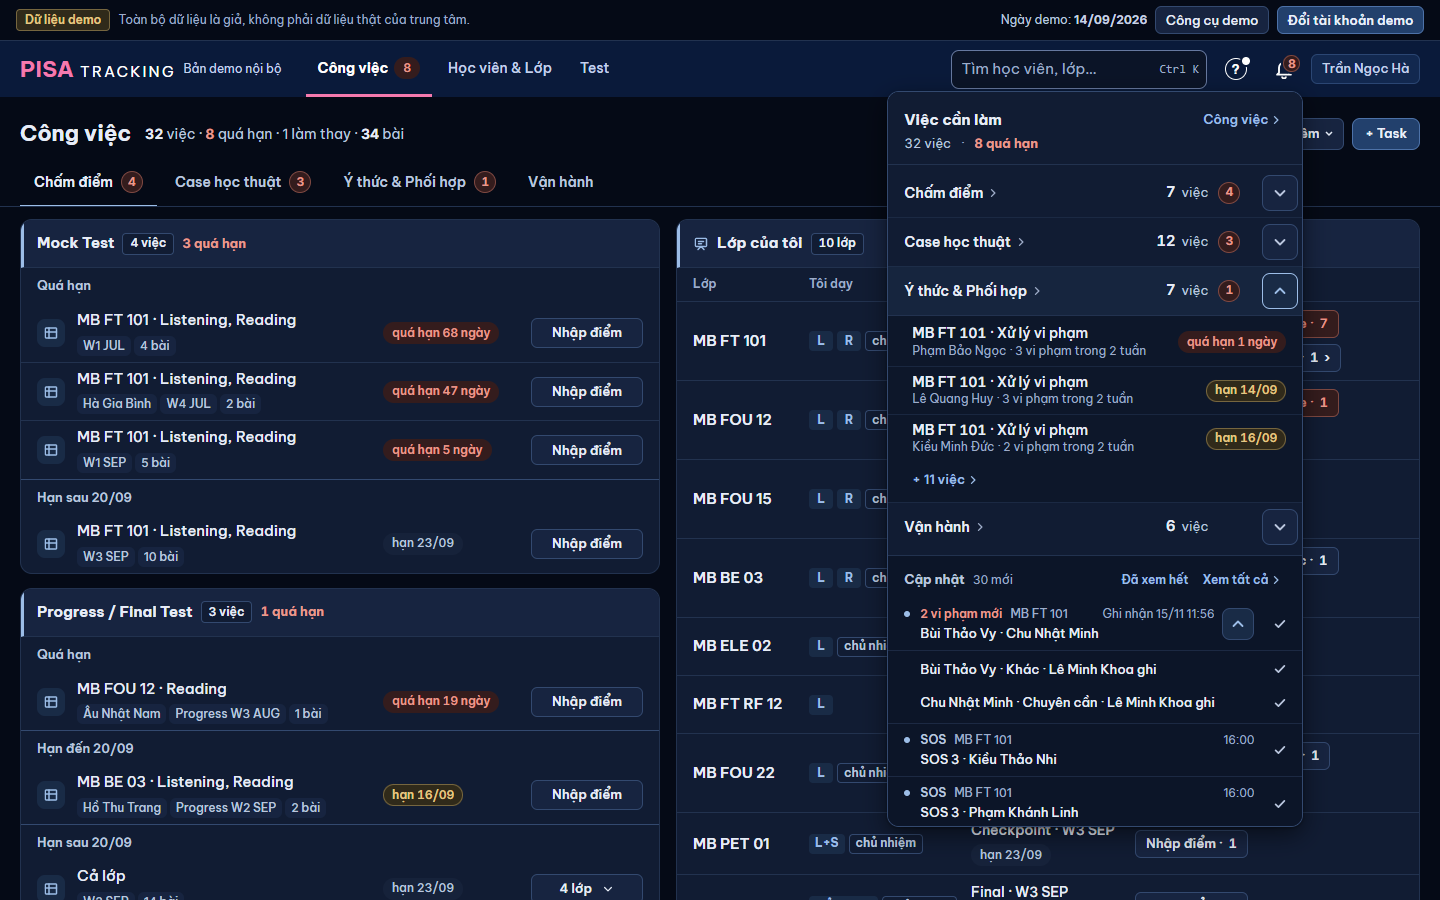 Dữ liệu demo Toàn bộ dữ liệu là giả, không phải dữ liệu thật của trung tâm. Ngày demo: 14/09/2026 Công cụ demo Đổi tài khoản demo
PISA TRACKING Bản demo nội bộ Công việc 8 Học viên & Lớp Test Tìm học viên, lớp... Ctrl K ? 8 Trần Ngọc Hà
Công việc 32 việc · 8 quá hạn · 1 làm thay · 34 bài + Task
Chấm điểm 4 Case học thuật 3 Ý thức & Phối hợp 1 Vận hành
Mock Test 4 việc 3 quá hạn
Quá hạn
MB FT 101 · Listening, Reading
W1 JUL 4 bài
quá hạn 68 ngày Nhập điểm
MB FT 101 · Listening, Reading
Hà Gia Bình W4 JUL 2 bài
quá hạn 47 ngày Nhập điểm
MB FT 101 · Listening, Reading
W1 SEP 5 bài
quá hạn 5 ngày Nhập điểm
Hạn sau 20/09
MB FT 101 · Listening, Reading
W3 SEP 10 bài
hạn 23/09 Nhập điểm
Progress / Final Test 3 việc 1 quá hạn
Quá hạn
MB FOU 12 · Reading
Âu Nhật Nam Progress W3 AUG 1 bài
quá hạn 19 ngày Nhập điểm
Hạn đến 20/09
MB BE 03 · Listening, Reading
Hồ Thu Trang Progress W2 SEP 2 bài
hạn 16/09 Nhập điểm
Hạn sau 20/09
Cả lớp
hạn 23/09 4 lớp
Lớp của tôi 10 lớp
Lớp Tôi dạy
MB FT 101 L R · 7
1 ›
MB FOU 12 L R · 1
MB FOU 15 L R
MB BE 03 L R · 1
MB ELE 02 L
MB FT RF 12 L
MB FOU 22 L 1
MB PET 01 L+S chủ nhiệm Checkpoint · W3 SEP
hạn 23/09
Nhập điểm · 1
Final · W3 SEP
Việc cần làm Công việc ›
32 việc · 8 quá hạn
Chấm điểm › 7 việc 4
Case học thuật › 12 việc 3
Ý thức & Phối hợp › 7 việc 1
MB FT 101 · Xử lý vi phạm
Phạm Bảo Ngọc · 3 vi phạm trong 2 tuần
quá hạn 1 ngày
MB FT 101 · Xử lý vi phạm
Lê Quang Huy · 3 vi phạm trong 2 tuần
hạn 14/09
MB FT 101 · Xử lý vi phạm
Kiều Minh Đức · 2 vi phạm trong 2 tuần
hạn 16/09
+ 11 việc ›
Vận hành › 6 việc
Cập nhật 30 mới Đã xem hết Xem tất cả ›
2 vi phạm mới MB FT 101 Ghi nhận 15/11 11:56
Bùi Thảo Vy · Chu Nhật Minh
Bùi Thảo Vy · Khác · Lê Minh Khoa ghi
Chu Nhật Minh · Chuyên cần · Lê Minh Khoa ghi
SOS MB FT 101 16:00
SOS 3 · Kiều Thảo Nhi
SOS MB FT 101 16:00
SOS 3 · Phạm Khánh Linh